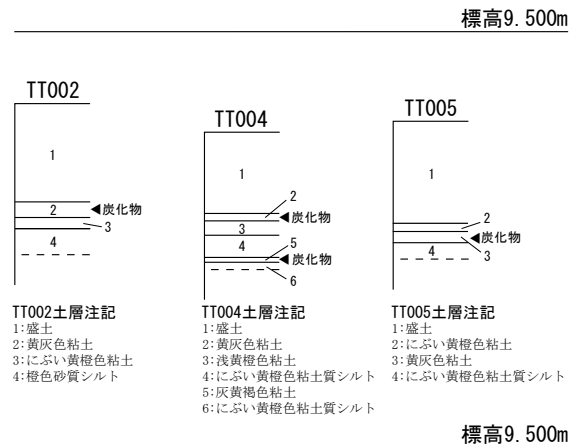 標高9.500m
TT002
1
2
◀炭化物
3
4
TT004
1
2
◀炭化物
3
4
5
◀炭化物
6
TT005
1
2
◀炭化物
3
4
TT002土層注記
1:盛土
2:黄灰色粘土
3:にぶい黄橙色粘土
4:橙色砂質シルト
TT004土層注記
1:盛土
2:黄灰色粘土
3:浅黄橙色粘土
4:にぶい黄橙色粘土質シルト
5:灰黄褐色粘土
6:にぶい黄橙色粘土質シルト
TT005土層注記
1:盛土
2:にぶい黄橙色粘土
3:黄灰色粘土
4:にぶい黄橙色粘土質シルト
標高9.500m